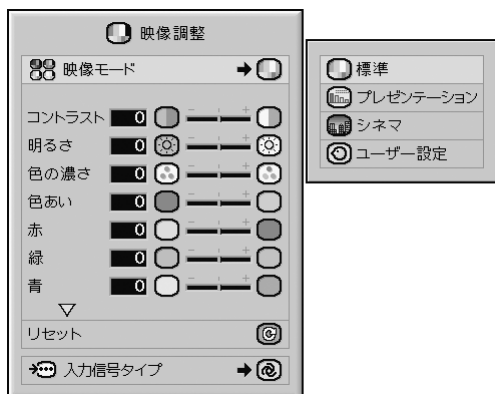 映像調整
映像モード
コントラスト 0
明るさ 0
色の濃さ 0
色あい 0
赤 0
緑 0
青 0
リセット
入力信号タイプ
標準
プレゼンテーション
シネマ
ユーザー設定